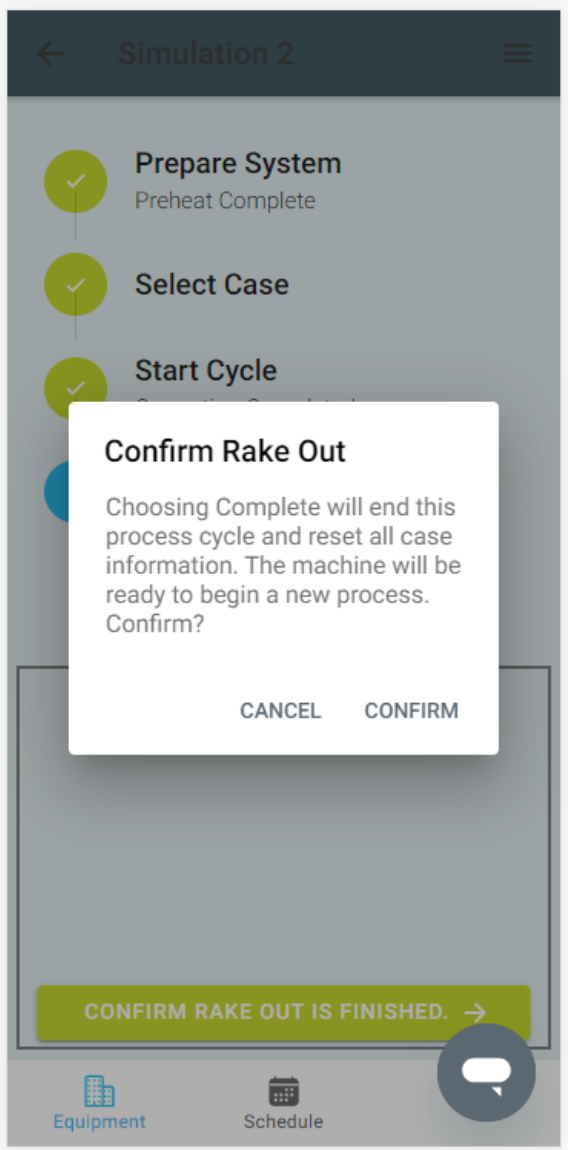 Simulation 2
Prepare System
Preheat Complete
Select Case
Start Cycle
Confirm Rake Out
Choosing Complete will end this
process cycle and reset all case
information. The machine will be
ready to begin a new process.
Confirm?
CANCEL CONFIRM
CONFIRM RAKE OUT IS FINISHED.
Equipment Schedule